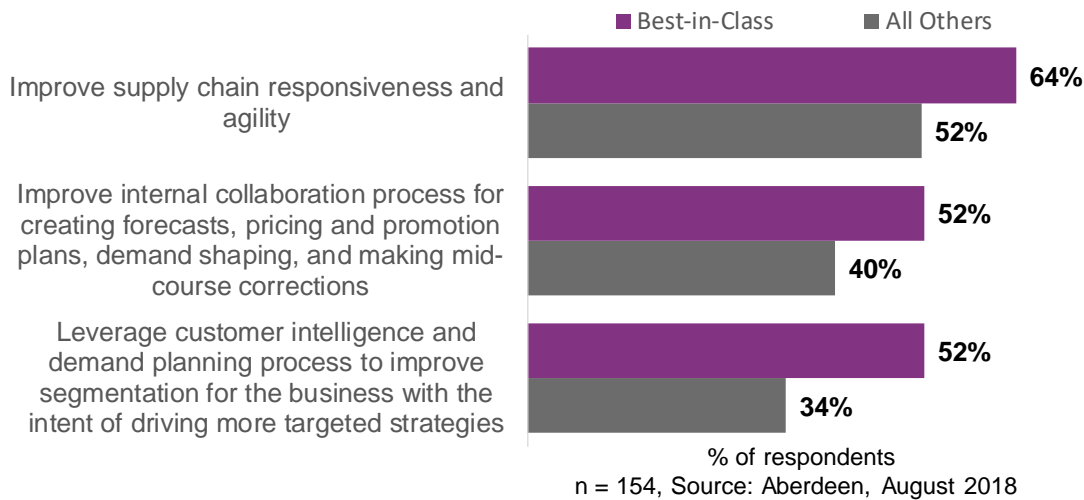 Best-in-Class
All Others
Improve supply chain responsiveness and
agility
64%
52%
Improve internal collaboration process for
creating forecasts, pricing and promotion
plans, demand shaping, and making mid-
course corrections
52%
40%
Leverage customer intelligence and
demand planning process to improve
segmentation for the business with the
intent of driving more targeted strategies
52%
34%
% of respondents
n = 154, Source: Aberdeen, August 2018